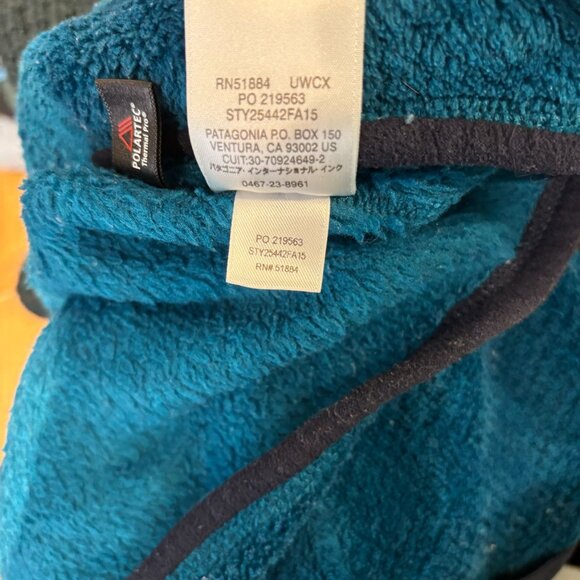 RN51884 UWCX
PO 219563
STY25442FA15
PATAGONIA P.O. BOX 150
VENTURA, CA 93002 US
CUIT:30-70924649-2
パタゴニア・インターナショナル・インク
0467-23-8961
POLARTEC®
Thermal Pro®
PO 219563
STY25442FA15
RN# 51884